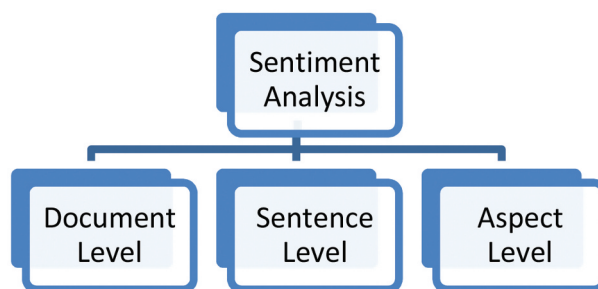 Sentiment
Analysis
Document
Level
Sentence
Level
Aspect
Level